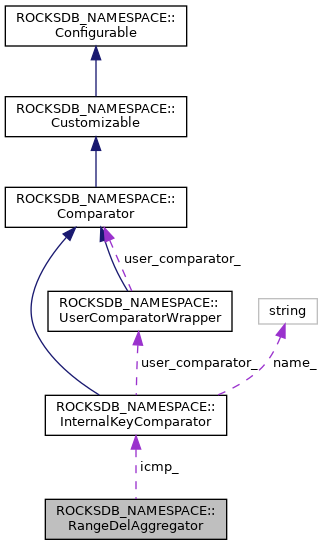 ROCKSDB_NAMESPACE::
Configurable
ROCKSDB_NAMESPACE::
Customizable
ROCKSDB_NAMESPACE::
Comparator
user_comparator_
ROCKSDB_NAMESPACE::
UserComparatorWrapper
string
user_comparator_
name_
ROCKSDB_NAMESPACE::
InternalKeyComparator
icmp_
ROCKSDB_NAMESPACE::
RangeDelAggregator